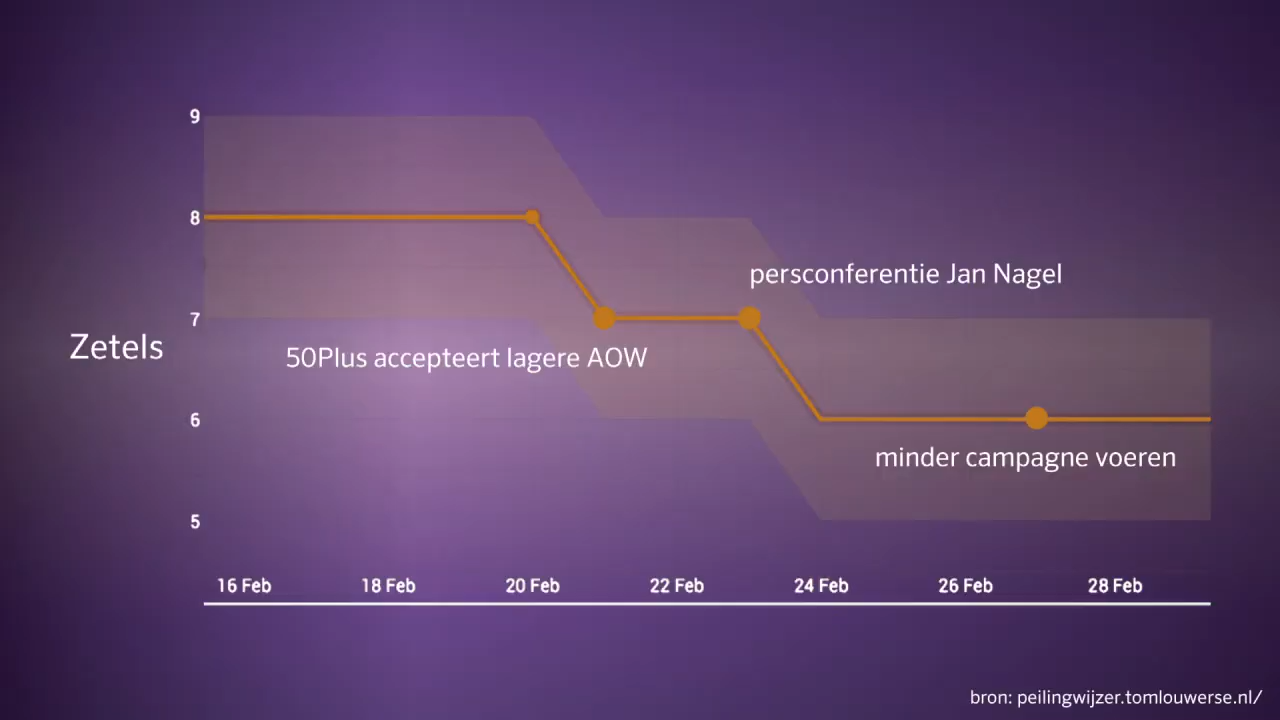 9
8
persconferentie Jan Nagel
7
Zetels
50Plus accepteert lagere AOW
6
minder campagne voeren
5
16 Feb 18 Feb 20 Feb 22 Feb 24 Feb 26 Feb 28 Feb
bron: peilingwijzer.tomlouwerse.nl/